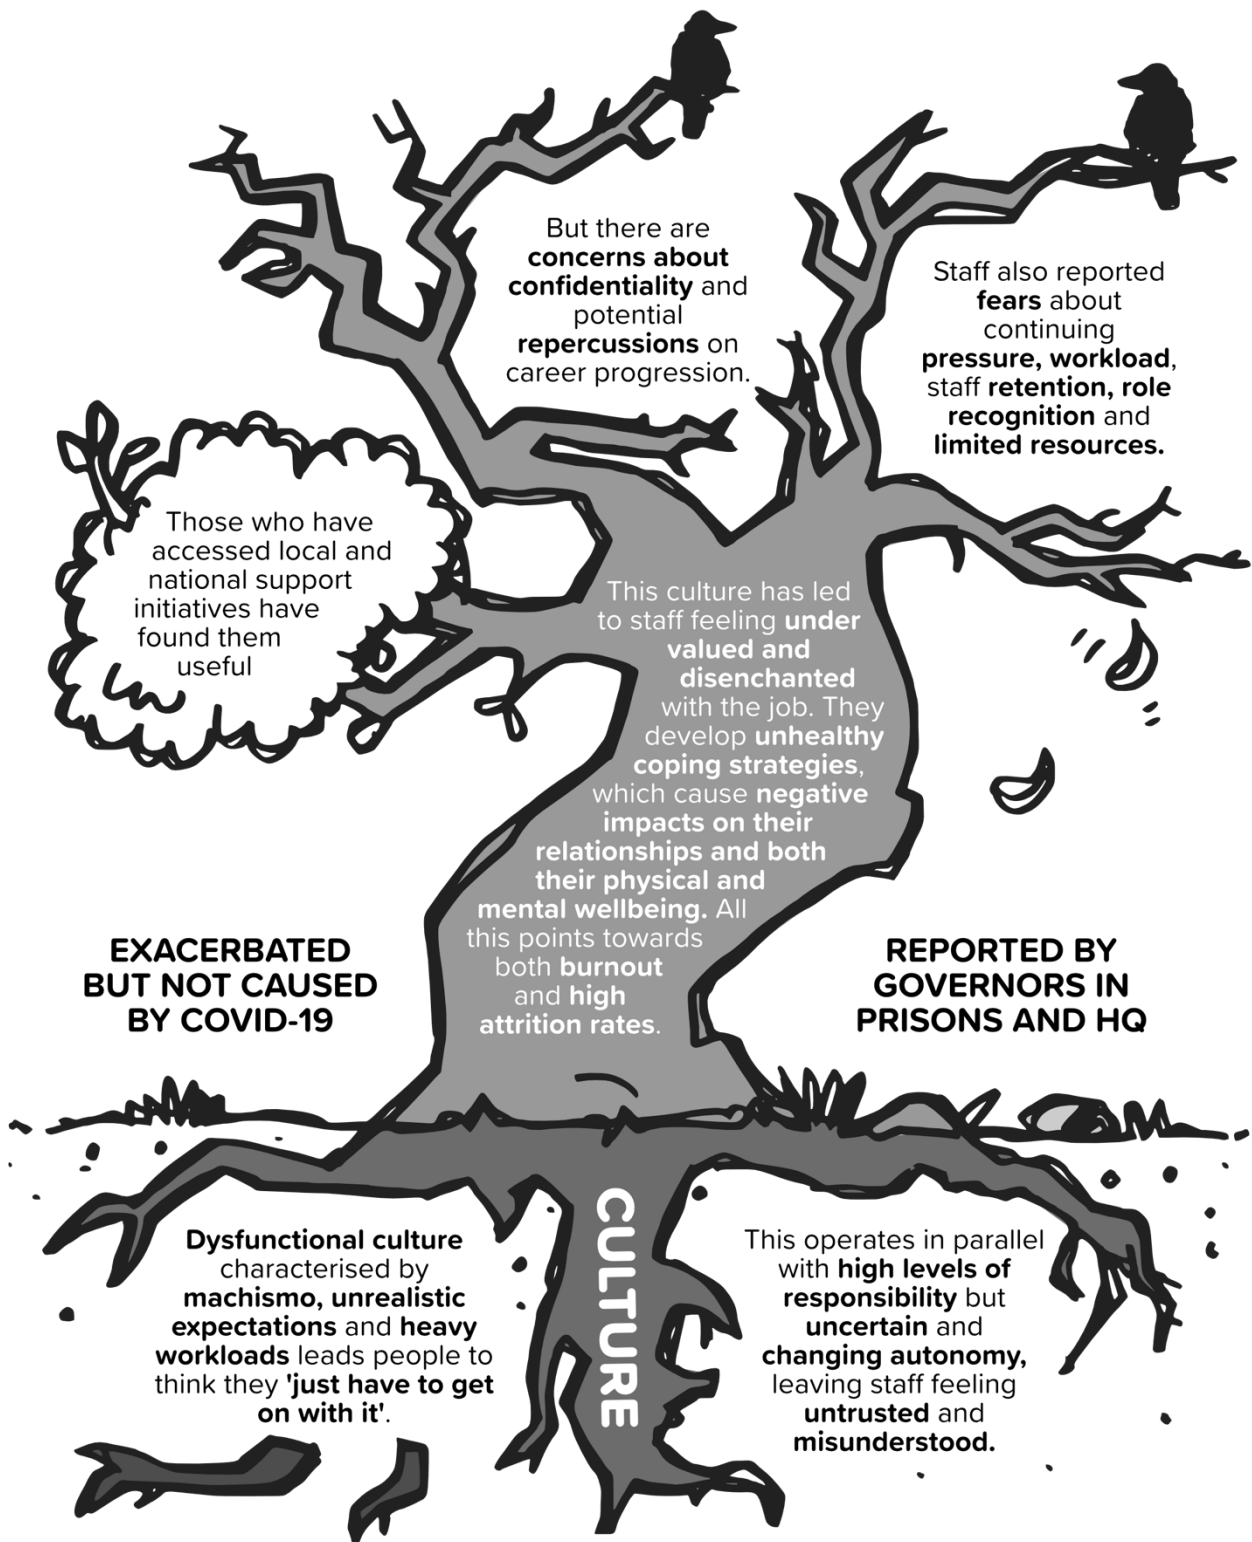 But there are
concerns about
confidentiality and
potential
repercussions on
career progression.
Staff also reported
fears about
continuing
pressure, workload,
staff retention, role
recognition and
limited resources.
Those who have
accessed local and
national support
initiatives have
found them
useful
This culture has led
to staff feeling under
valued and
disenchanted
with the job. They
develop unhealthy
coping strategies,
which cause negative
impacts on their
relationships and both
their physical and
mental wellbeing. All
this points towards
both burnout
and high
attrition rates.
EXACERBATED
BUT NOT CAUSED
BY COVID-19
REPORTED BY
GOVERNORS IN
PRISONS AND HQ
CULTURE
Dysfunctional culture
characterised by
machismo, unrealistic
expectations and heavy
workloads leads people to
think they 'just have to get
on with it'.
This operates in parallel
with high levels of
responsibility but
uncertain and
changing autonomy,
leaving staff feeling
untrusted and
misunderstood.